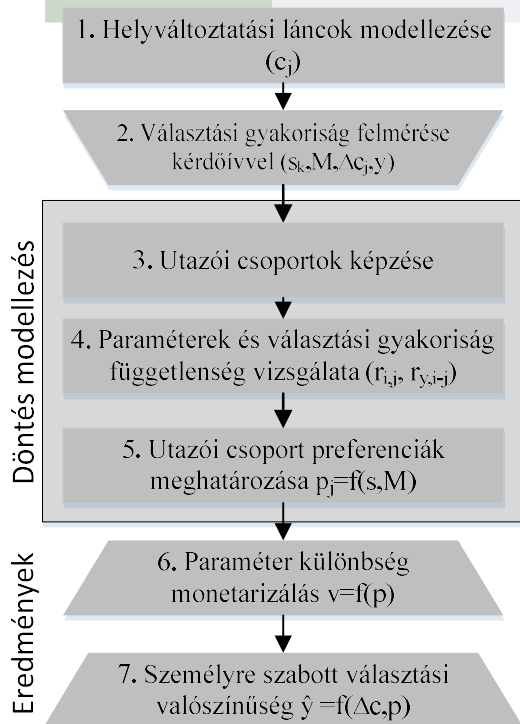 1. Helyváltoztatási láncok modellezése
(cj)
2. Választási gyakoriság felmérése
kérdőívvel (sk,M,Δcj,y)
Döntés modellezés
3. Utazói csoportok képzése
4. Paraméterek és választási gyakoriság
függetlenség vizsgálata (ri,j, ry,i-j)
5. Utazói csoport preferenciák
meghatározása pj=f(s,M)
Eredmények
6. Paraméter különbség
monetarizálás v=f(p)
7. Személyre szabott választási
valószínűség ŷ =f(Δc,p)